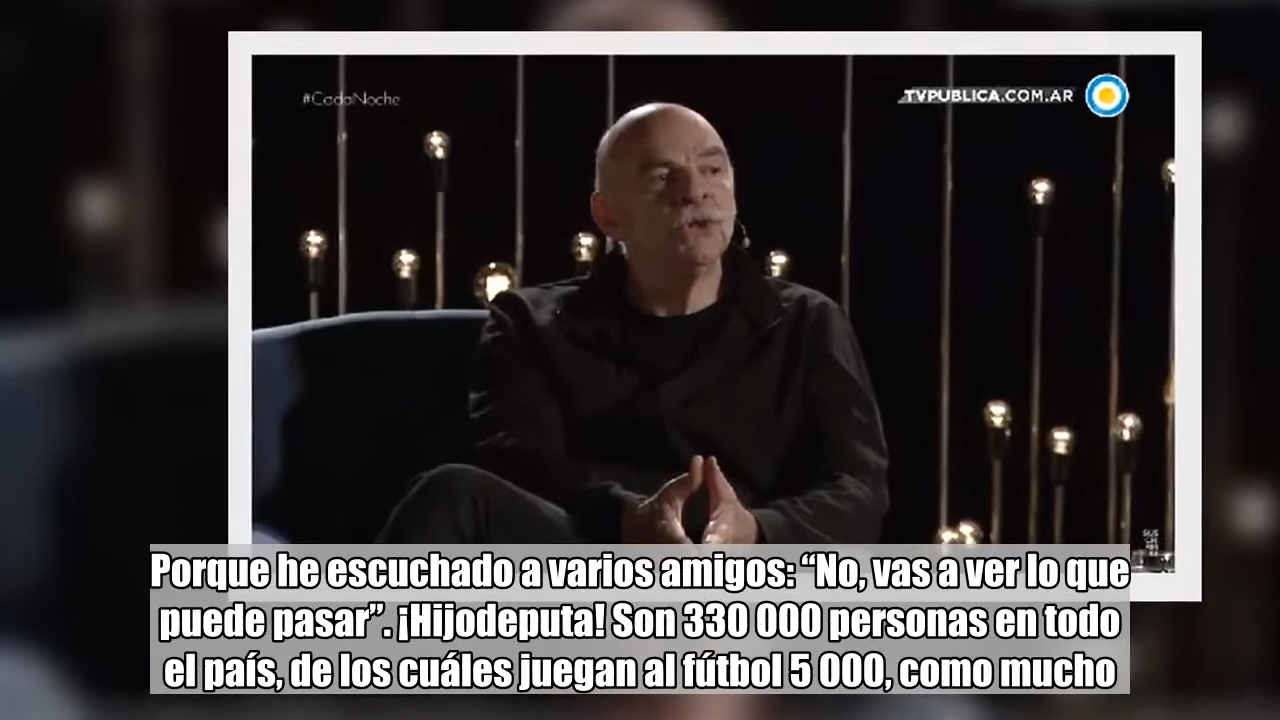 #CadaNoche
TVPUBLICA.COM.AR
Porque he escuchado a varios amigos: “No, vas a ver lo que
puede pasar”. ¡Hijodeputa! Son 330 000 personas en todo
el país, de los cuáles juegan al fútbol 5 000, como mucho